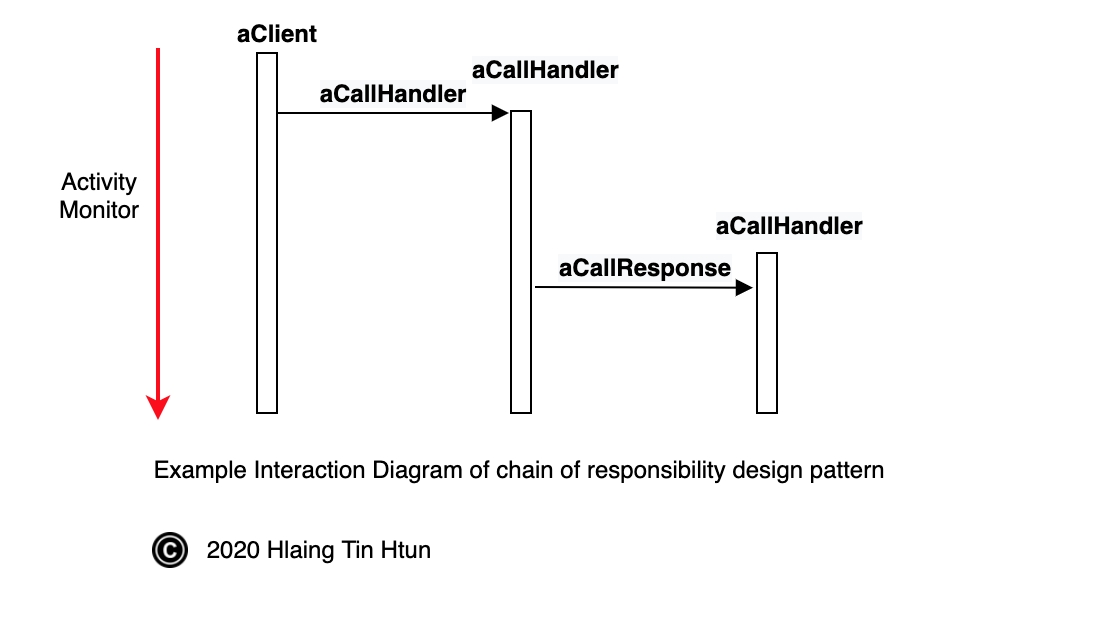 aClient
aCallHandler
aCallHandler
Activity
Monitor
aCallHandler
aCallResponse
Example Interaction Diagram of chain of responsibility design pattern
© 2020 Hlaing Tin Htun